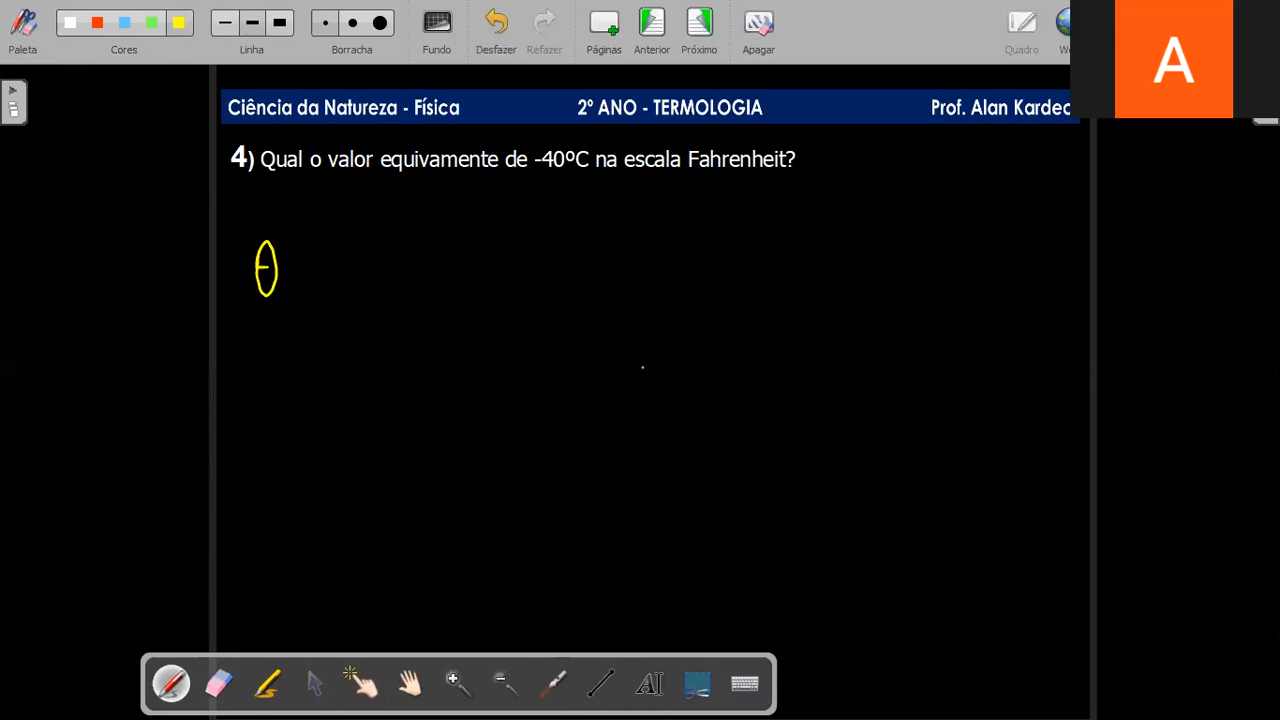 Paleta
Cores
Linha
Borracha
Fundo
Desfazer
Refazer
Páginas
Anterior
Próximo
Apagar
Quadro
A
Ciência da Natureza - Física 2º ANO - TERMOLOGIA Prof. Alan Kardec
4) Qual o valor equivamente de -40ºC na escala Fahrenheit?
θ
AI